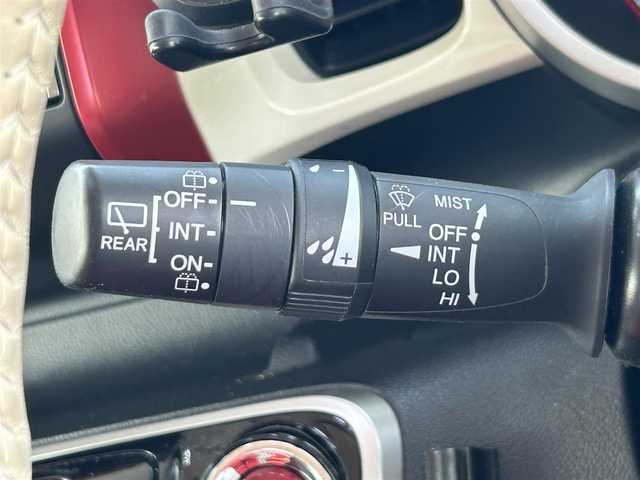 OFF
INT
ON
REAR
- 
+
PULL
MIST
OFF
INT
LO
HI